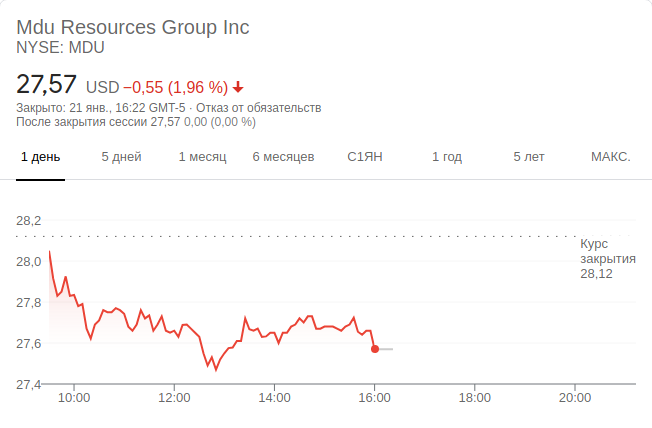 Mdu Resources Group Inc
NYSE: MDU
27,57 USD −0,55 (1,96 %)
Закрыто: 21 янв., 16:22 GMT-5 · Отказ от обязательств
После закрытия сессии 27,57 0,00 (0,00 %)
1 день 5 дней 1 месяц 6 месяцев С1ЯН 1 год 5 лет МАКС.
28,2
Курс
закрытия
28,12
28,0
27,8
27,6
27,4
10:00 12:00 14:00 16:00 18:00 20:00